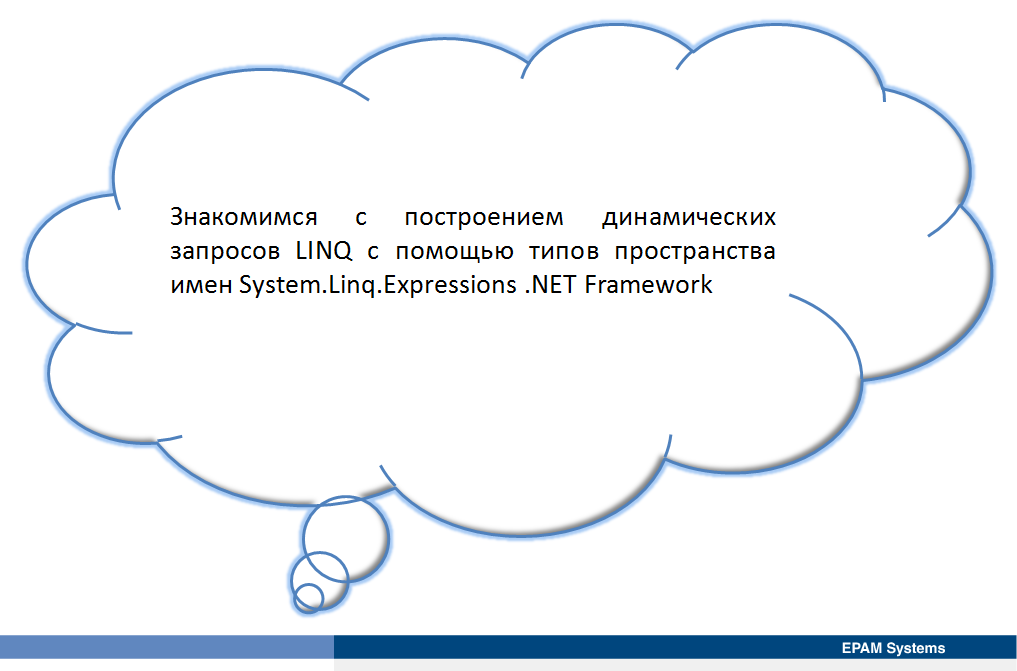 Знакомимся с построением динамических
запросов LINQ с помощью типов пространства
имен System.Linq.Expressions .NET Framework
EPAM Systems